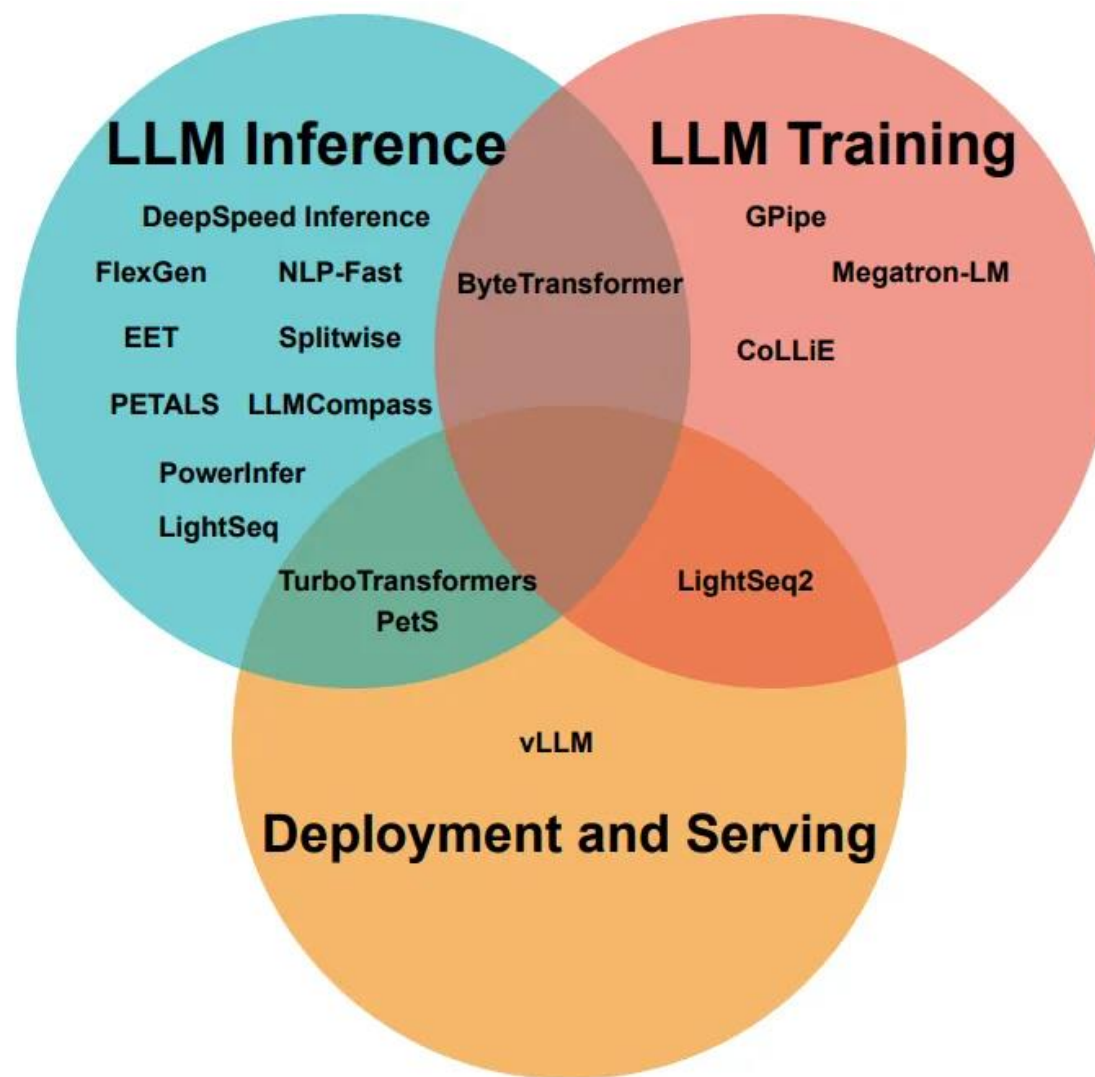 LLM Inference
LLM Training
DeepSpeed Inference
GPipe
FlexGen
NLP-Fast
ByteTransformer
Megatron-LM
EET
Splitwise
CoLLiE
PETALS
LLMCompass
PowerInfer
LightSeq
TurboTransformers
LightSeq2
PetS
vLLM
Deployment and Serving